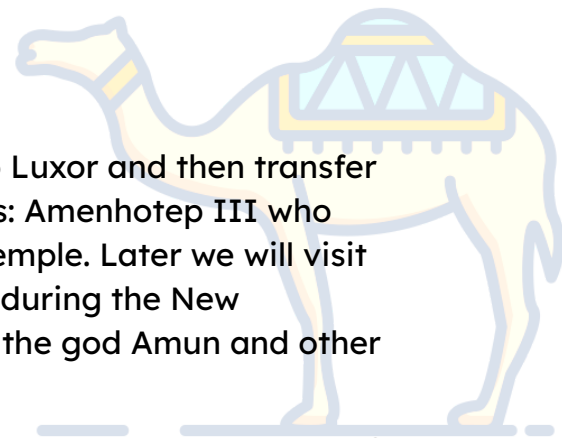 Luxor and then transfer
s: Amenhotep III who
emple. Later we will visit
during the New
the god Amun and other